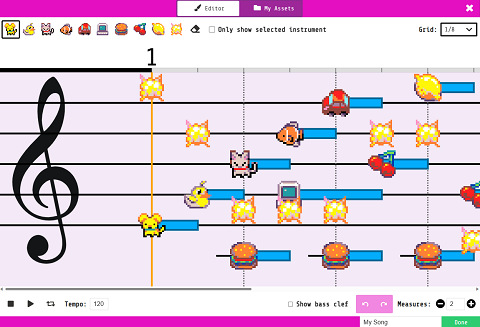 Editor My Assets
Only show selected instrument Grid: 1/8
1
Tempo: 120 Show bass clef Measures: 2
My Song Done